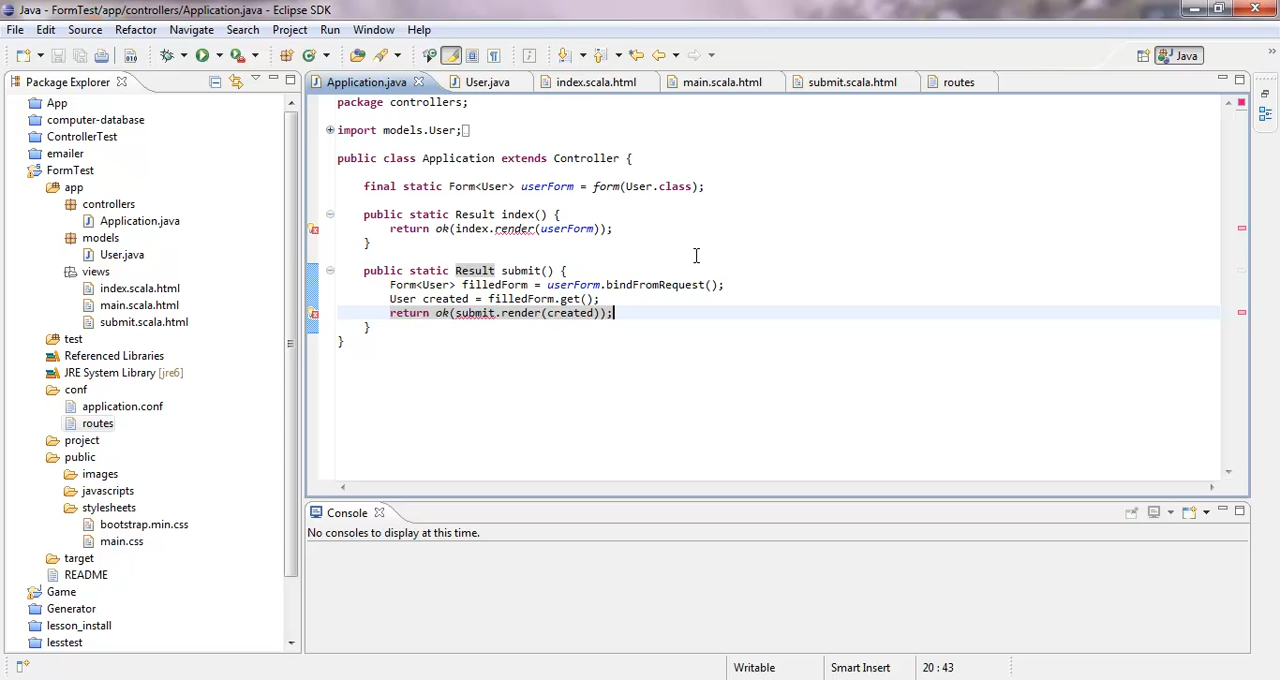 Java - FormTest/app/controllers/Application.java - Eclipse SDK
File Edit Source Refactor Navigate Search Project Run Window Help
Java
Package Explorer
App
computer-database
ControllerTest
emailer
FormTest
app
controllers
Application.java
models
User.java
views
index.scala.html
main.scala.html
submit.scala.html
test
Referenced Libraries
JRE System Library [jre6]
conf
application.conf
routes
project
public
images
javascripts
stylesheets
bootstrap.min.css
main.css
target
README
Game
Generator
lesson_install
lesstest
Application.java User.java index.scala.html main.scala.html submit.scala.html routes
package controllers;
import models.User;
public class Application extends Controller {
final static Form<User> userForm = form(User.class);
public static Result index() {
return ok(index.render(userForm));
}
public static Result submit() {
Form<User> filledForm = userForm.bindFromRequest();
User created = filledForm.get();
return ok(submit.render(created));
}
}
Console
No consoles to display at this time.
Writable Smart Insert 20 : 43